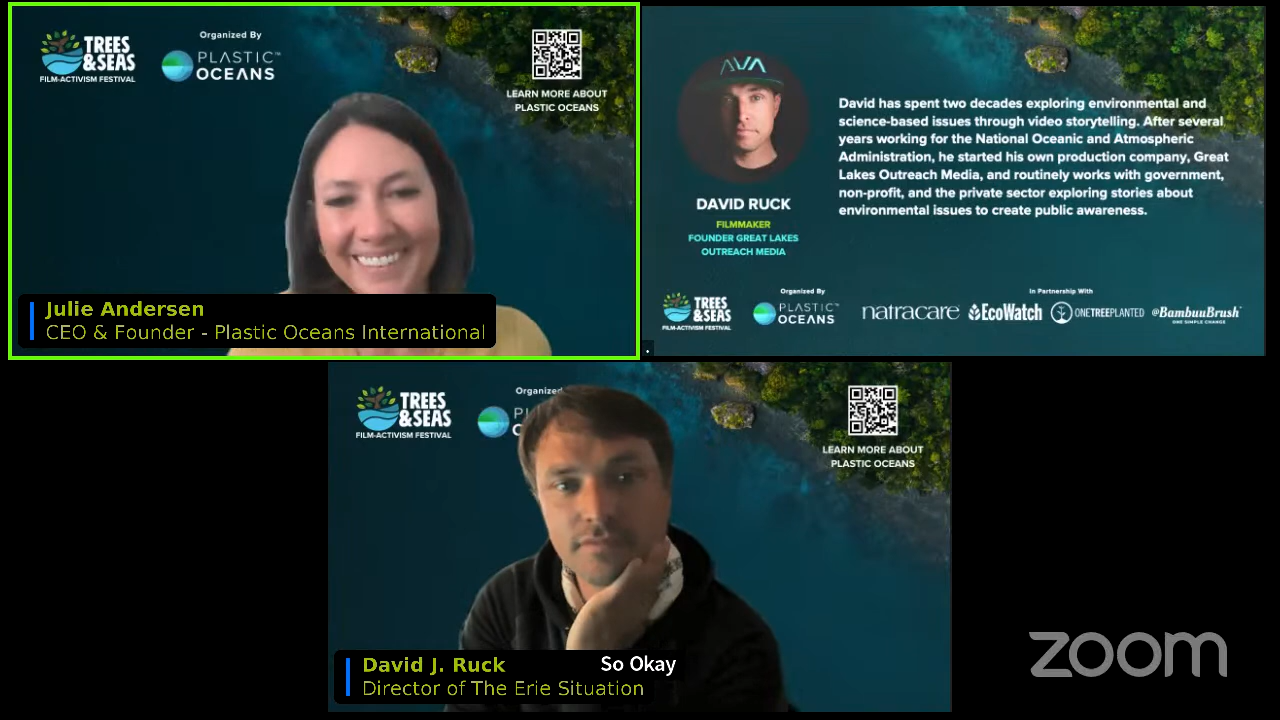 TREES
&SEAS
FILM-ACTIVISM FESTIVAL
Organized By
PLASTIC™
OCEANS
LEARN MORE ABOUT
PLASTIC OCEANS
Julie Andersen
CEO & Founder - Plastic Oceans International
AVA
DAVID RUCK
FILMMAKER
FOUNDER GREAT LAKES
OUTREACH MEDIA
David has spent two decades exploring environmental and
science-based issues through video storytelling. After several
years working for the National Oceanic and Atmospheric
Administration, he started his own production company, Great
Lakes Outreach Media, and routinely works with government,
non-profit, and the private sector exploring stories about
environmental issues to create public awareness.
TREES
&SEAS
FILM-ACTIVISM FESTIVAL
Organized By
PLASTIC™
OCEANS
In Partnership With
natracare
EcoWatch
ONETREEPLANTED
@BambuuBrush
ONE SIMPLE CHANGE
TREES
&SEAS
FILM-ACTIVISM FESTIVAL
Organized
PL
LEARN MORE ABOUT
PLASTIC OCEANS
David J. Ruck
So Okay
Director of The Erie Situation
zoom